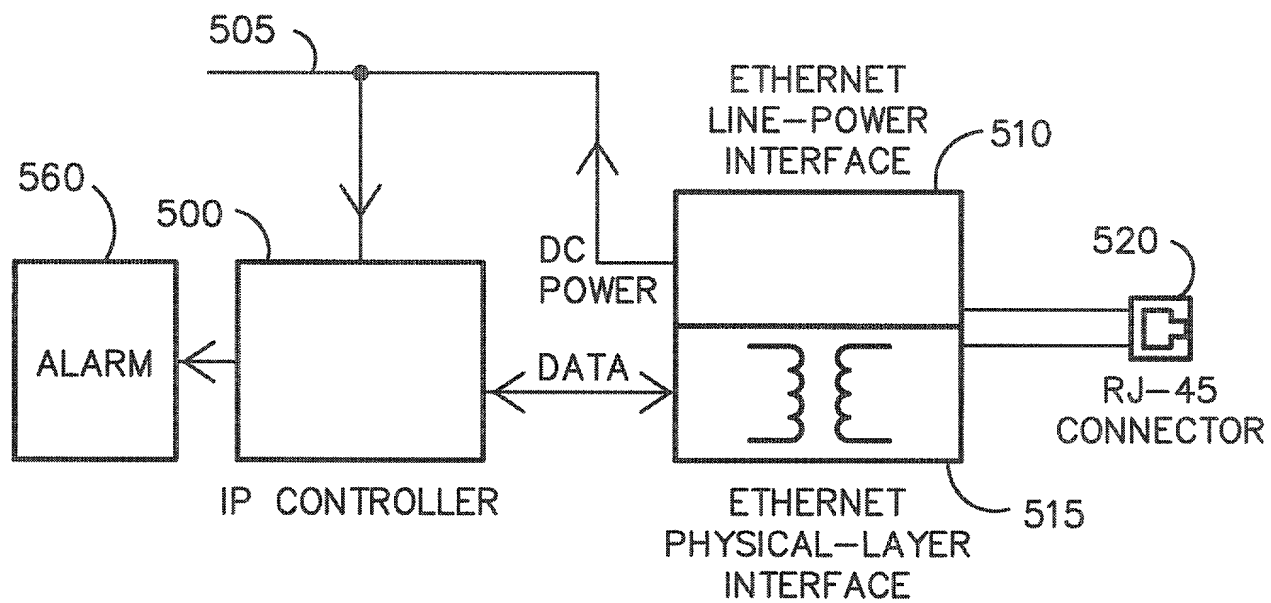 505
ETHERNET
LINE-POWER
INTERFACE
510
560
500
520
DC
POWER
ALARM
DATA
RJ-45
CONNECTOR
IP CONTROLLER
ETHERNET
PHYSICAL-LAYER
INTERFACE
515